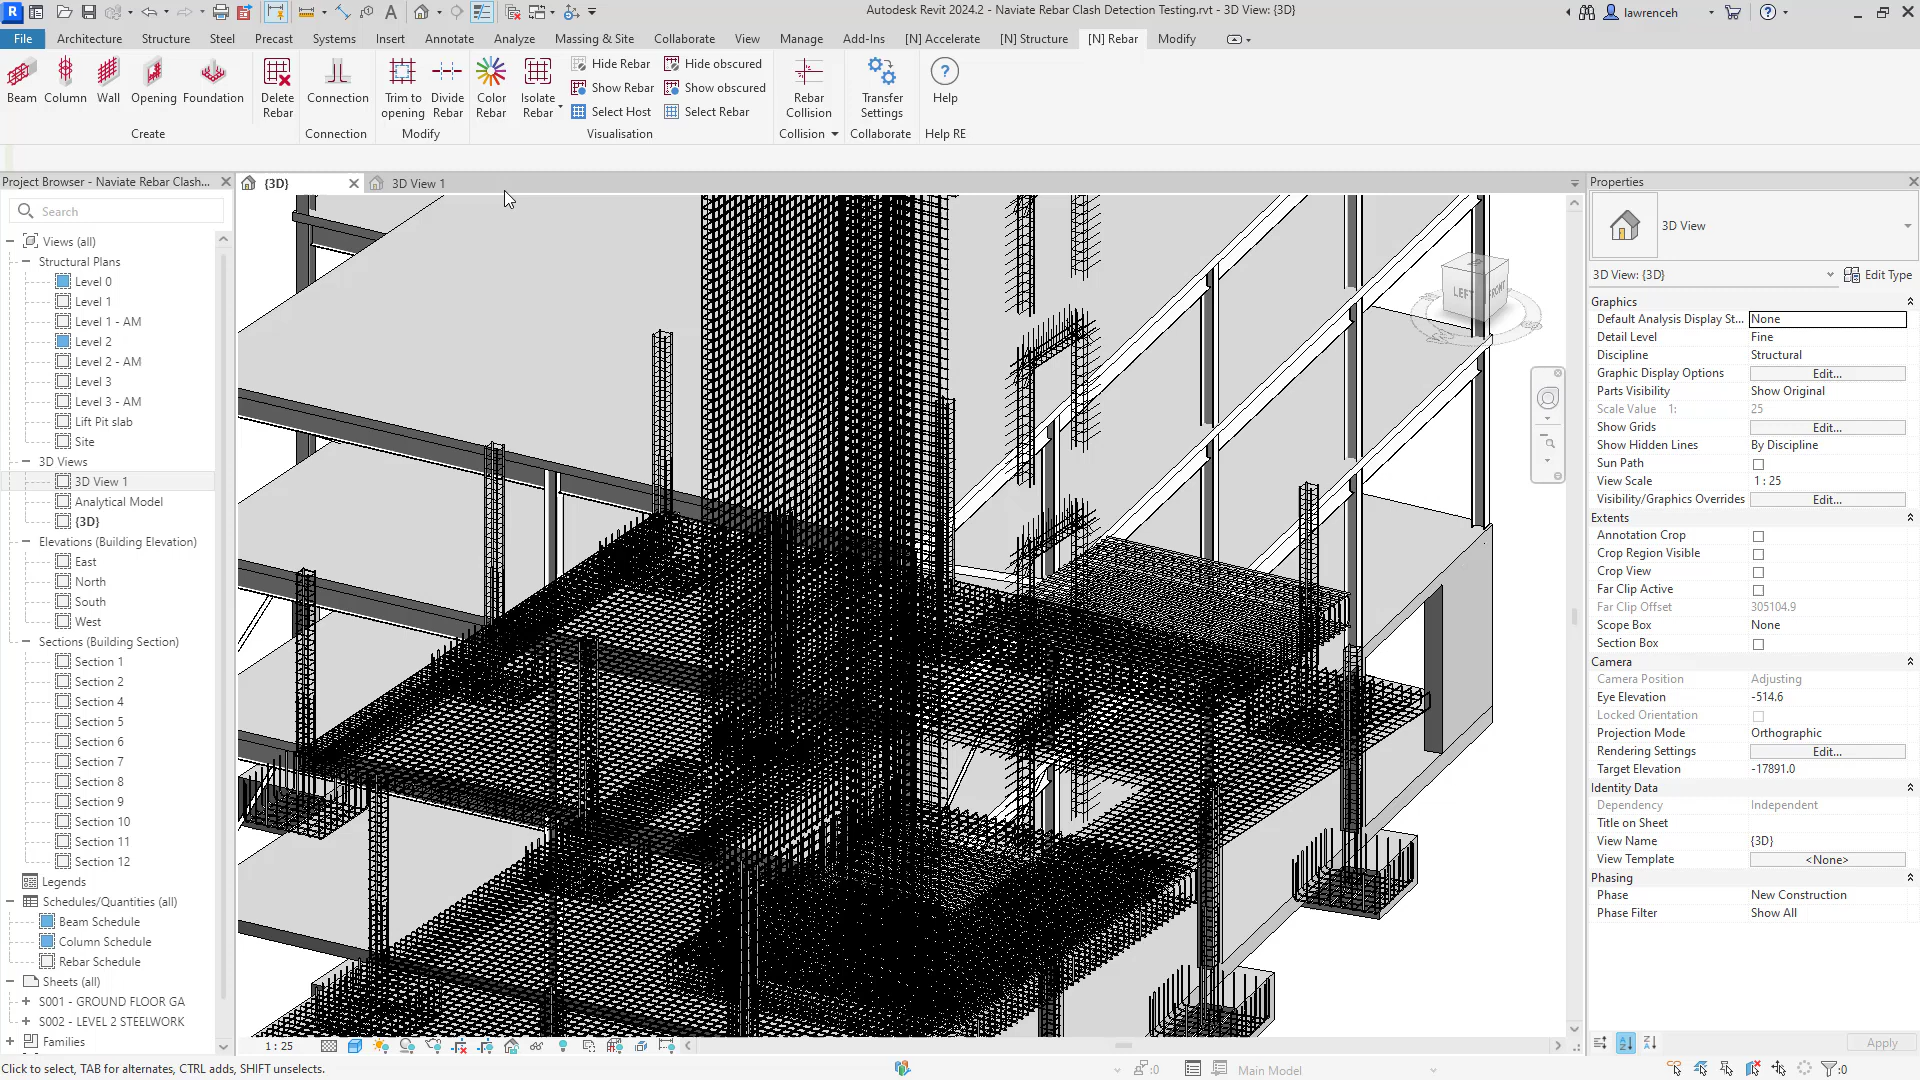 Autodesk Revit 2024.2 - Naviate Rebar Clash Detection Testing.rvt - 3D View: {3D}
lawrenceh
File
Architecture
Structure
Steel
Precast
Systems
Insert
Annotate
Analyze
Massing & Site
Collaborate
View
Manage
Add-Ins
[N] Accelerate
[N] Structure
[N] Rebar
Modify
Beam
Column
Wall
Opening
Foundation
Create
Delete
Rebar
Connection
Connection
Trim to
opening
Divide
Rebar
Modify
Color
Rebar
Isolate
Rebar
Hide Rebar
Show Rebar
Select Host
Hide obscured
Show obscured
Select Rebar
Visualisation
Rebar
Collision
Collision
Transfer
Settings
Collaborate
Help
Help RE
Project Browser - Naviate Rebar Clash...
Search
Views (all)
Structural Plans
Level 0
Level 1
Level 1 - AM
Level 2
Level 2 - AM
Level 3
Level 3 - AM
Lift Pit slab
Site
3D Views
3D View 1
Analytical Model
{3D}
Elevations (Building Elevation)
East
North
South
West
Sections (Building Section)
Section 1
Section 2
Section 4
Section 5
Section 6
Section 7
Section 8
Section 9
Section 10
Section 11
Section 12
Legends
Schedules/Quantities (all)
Beam Schedule
Column Schedule
Rebar Schedule
Sheets (all)
S001 - GROUND FLOOR GA
S002 - LEVEL 2 STEELWORK
Families
{3D}
3D View 1
LEFT
FRONT
Properties
3D View
3D View: {3D}
Edit Type
Graphics
Default Analysis Display St... None
Detail Level Fine
Discipline Structural
Graphic Display Options Edit...
Parts Visibility Show Original
Scale Value 1: 25
Show Grids Edit...
Show Hidden Lines By Discipline
Sun Path
View Scale 1 : 25
Visibility/Graphics Overrides Edit...
Extents
Annotation Crop
Crop Region Visible
Crop View
Far Clip Active
Far Clip Offset 305104.9
Scope Box None
Section Box
Camera
Camera Position Adjusting
Eye Elevation -514.6
Locked Orientation
Projection Mode Orthographic
Rendering Settings Edit...
Target Elevation -17891.0
Identity Data
Dependency Independent
Title on Sheet
View Name {3D}
View Template <None>
Phasing
Phase New Construction
Phase Filter Show All
Apply
1 : 25
Click to select, TAB for alternates, CTRL adds, SHIFT unselects.
:0
Main Model
:0